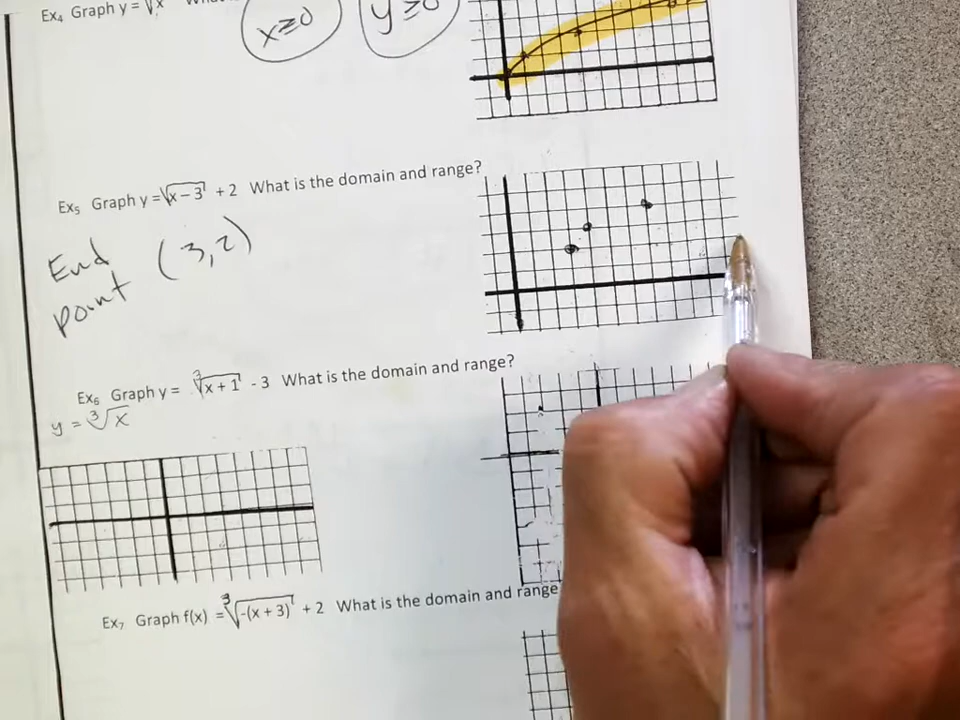 Ex₄ Graph y = √x
x≥0 y≥0
Ex₅ Graph y = √(x − 3) + 2 What is the domain and range?
End
point (3,2)
Ex₆ Graph y = ∛(x + 1) - 3 What is the domain and range?
y = ∛x
Ex₇ Graph f(x) = ∛(-(x + 3)) + 2 What is the domain and range